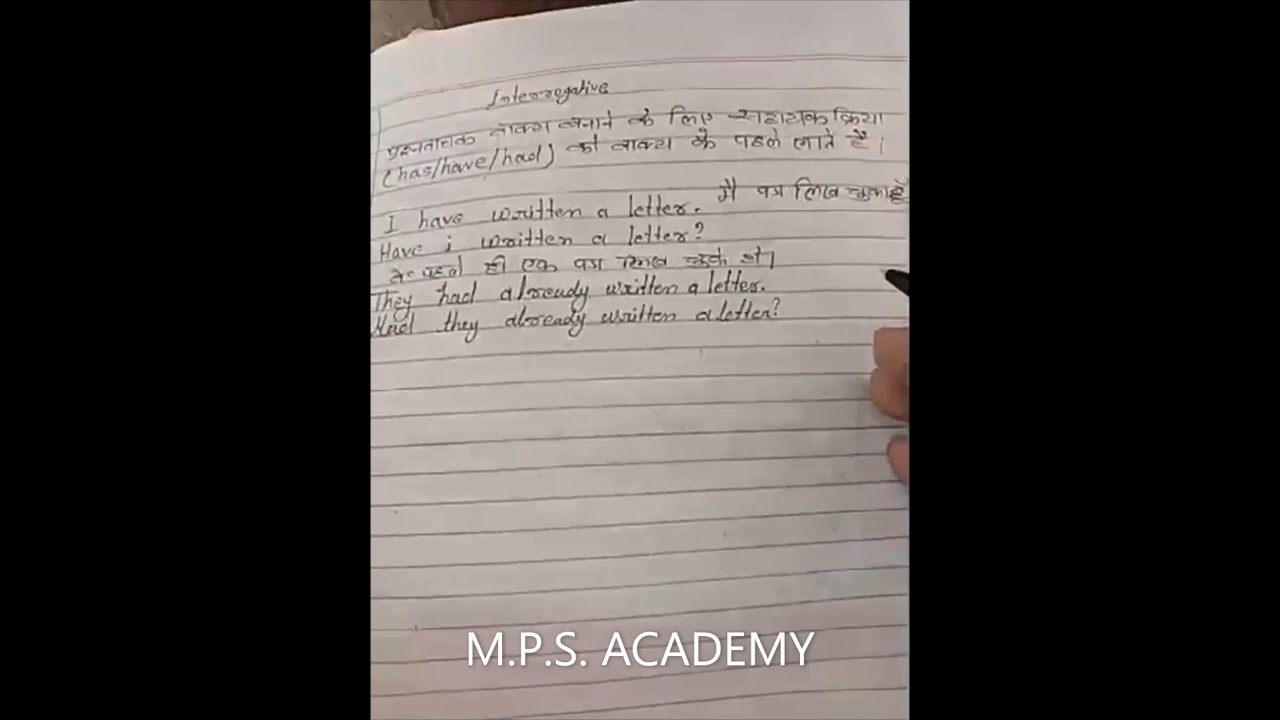 Interregative
प्रश्नवाचक वाक्य बनाने के लिए सहायक क्रिया
(has/have/had) को वाक्य के पहले लाते है।
I have written a letter. मै पत्र लिख चुका हूँ
Have i written a letter?
वे पहले ही एक पत्र लिख चुके थे।
They had already written a letter.
Had they already written a letter?
M.P.S. ACADEMY